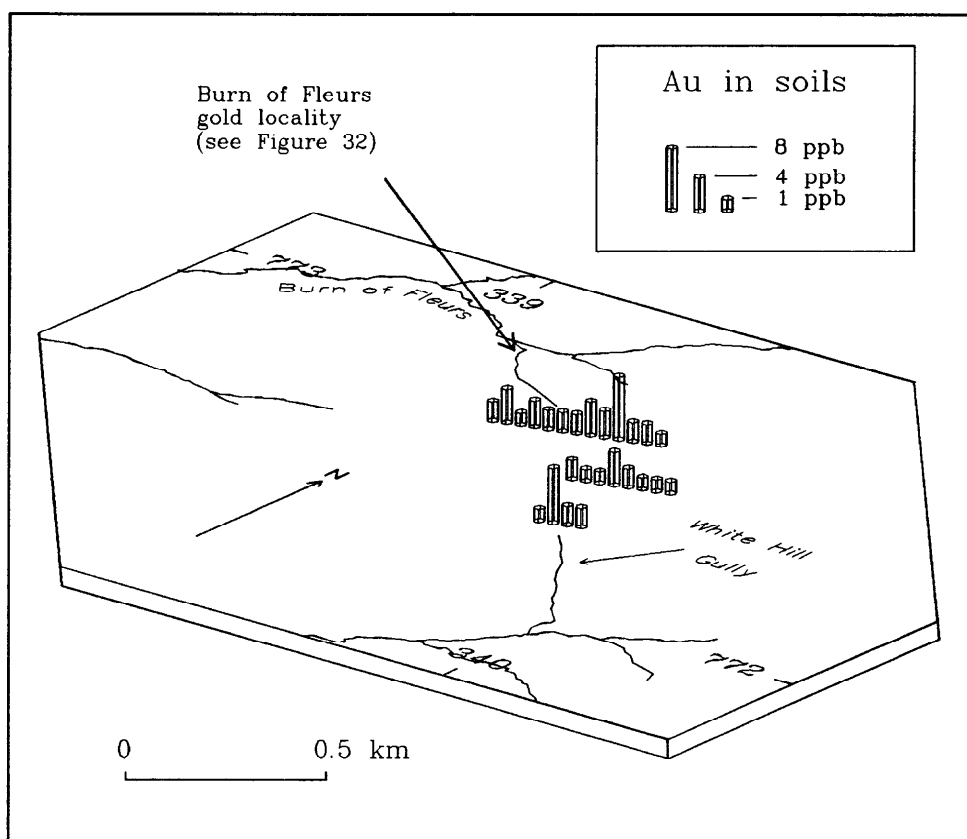 Burn of Fleurs
gold locality
(see Figure 32)
Au in soils
8 ppb
4 ppb
1 ppb
773
Burn of Fleurs
339
N
White Hill
Gully
340
772
0 0.5 km